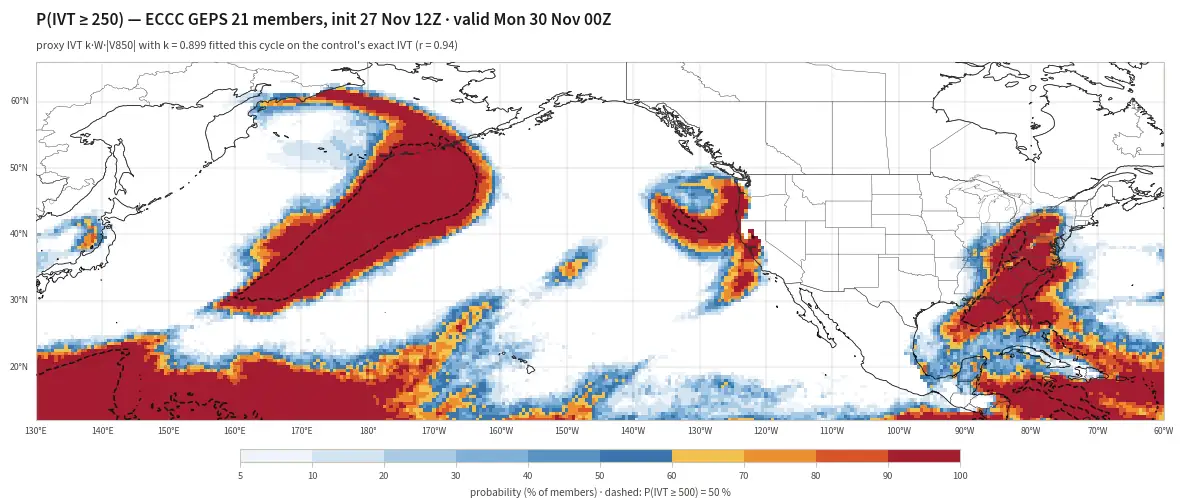 P(IVT ≥ 250) — ECCC GEPS 21 members, init 27 Nov 12Z · valid Mon 30 Nov 00Z
proxy IVT k·W·|V850| with k = 0.899 fitted this cycle on the control's exact IVT (r = 0.94)
60°N
50°N
40°N
30°N
20°N
130°E 140°E 150°E 160°E 170°E 180° 170°W 160°W 150°W 140°W 130°W 120°W 110°W 100°W 90°W 80°W 70°W 60°W
5 10 20 30 40 50 60 70 80 90 100
probability (% of members) · dashed: P(IVT ≥ 500) = 50 %